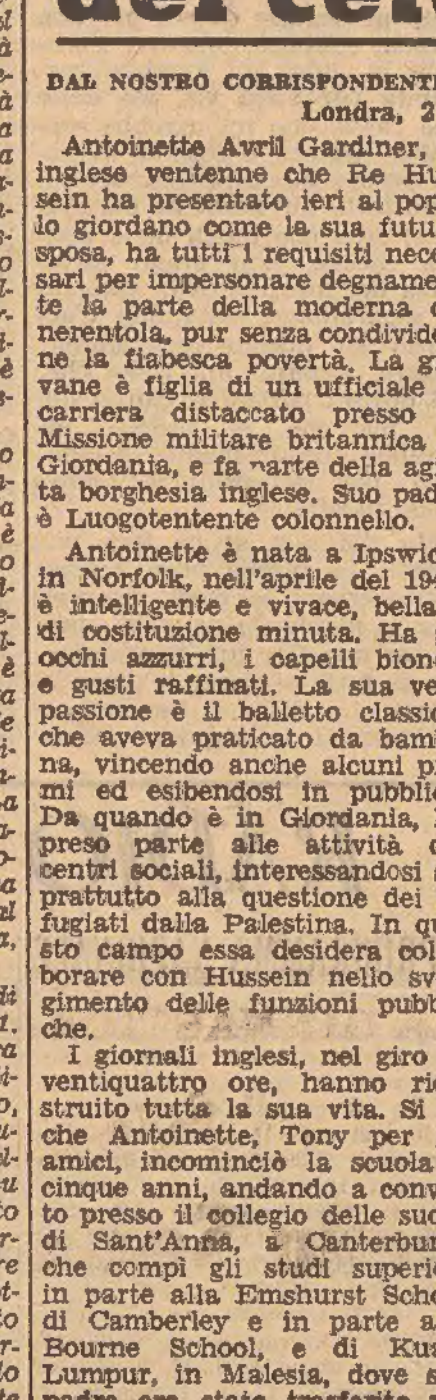 DAL NOSTRO CORRISPONDENT
Londra, 2
Antoinette Avril Gardiner,
inglese ventenne che Re Hu
sein ha presentato ieri al pop
lo giordano come la sua futu
sposa, ha tutti i requisiti nece
sari per impersonare degname
te la parte della moderna
nerentola, pur senza condivide
ne la fiabesca povertà. La
vane è figlia di un ufficiale
carriera distaccato presso
Missione militare britannica
Giordania, e fa parte della agi
ta borghesia inglese. Suo pad
è Luogotentente colonnello.
Antoinette è nata a Ipswic
in Norfolk, nell'aprile del 194
è intelligente e vivace, bella
di costituzione minuta. Ha
occhi azzurri, i capelli bion
e gusti raffinati. La sua ve
passione è il balletto classic
che aveva praticato da bam
na, vincendo anche alcuni p
mi ed esibendosi in pubblic
Da quando è in Giordania,
preso parte alle attività
centri sociali, interessandosi
prattutto alla questione dei
fugiati dalla Palestina. In qu
sto campo essa desidera col
borare con Hussein nello sv
gimento delle funzioni pubb
che.
I giornali inglesi, nel giro
ventiquattro ore, hanno ri
struito tutta la sua vita. Si
che Antoinette, Tony per
amici, incominciò la scuola
cinque anni, andando a conv
to presso il collegio delle suo
di Sant'Anna, a Canterbur
che compì gli studi superi
in parte alla Emshurst Scho
di Camberley e in parte a
Bourne School, e di Kua
Lumpur, in Malesia, dove s